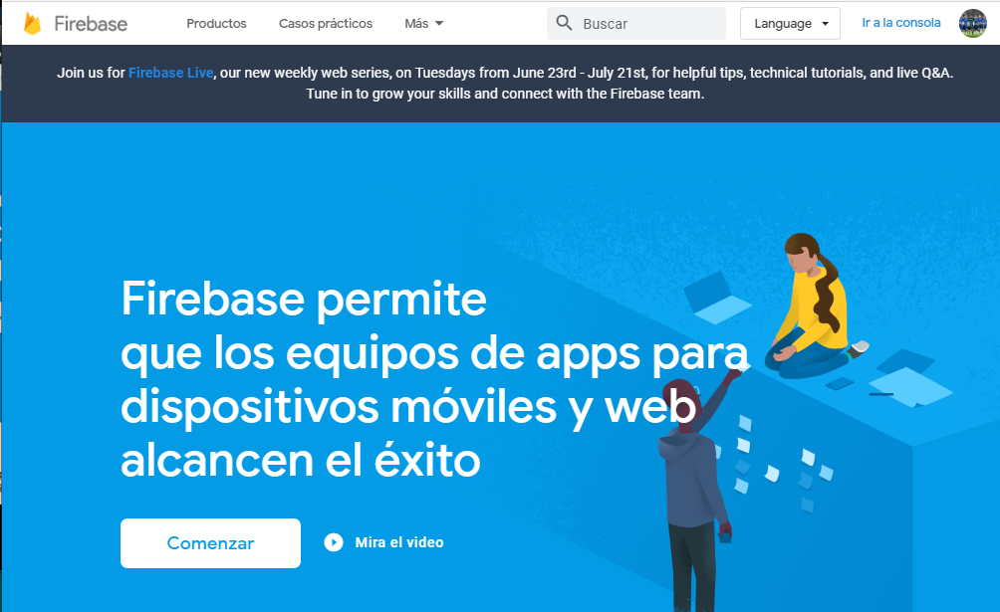 Firebase
Productos
Casos prácticos
Más
Buscar
Language
Ir a la consola
Join us for Firebase Live, our new weekly web series, on Tuesdays from June 23rd - July 21st, for helpful tips, technical tutorials, and live Q&A.
Tune in to grow your skills and connect with the Firebase team.
Firebase permite
que los equipos de apps para
dispositivos móviles y web
alcancen el éxito
Comenzar
Mira el video